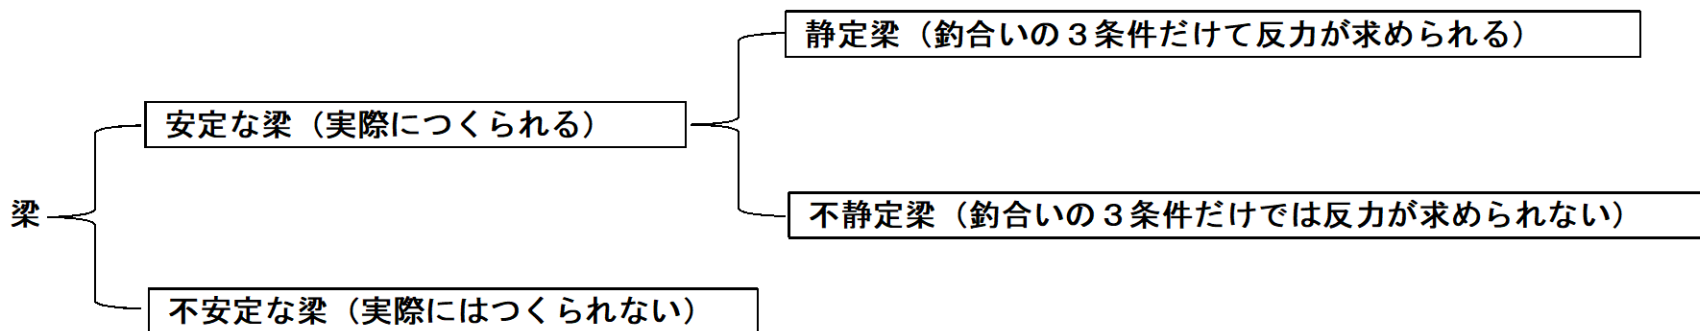 静定梁（釣合いの３条件だけて反力が求められる）
安定な梁（実際につくられる）
梁
不静定梁（釣合いの３条件だけでは反力が求められない）
不安定な梁（実際にはつくられない）